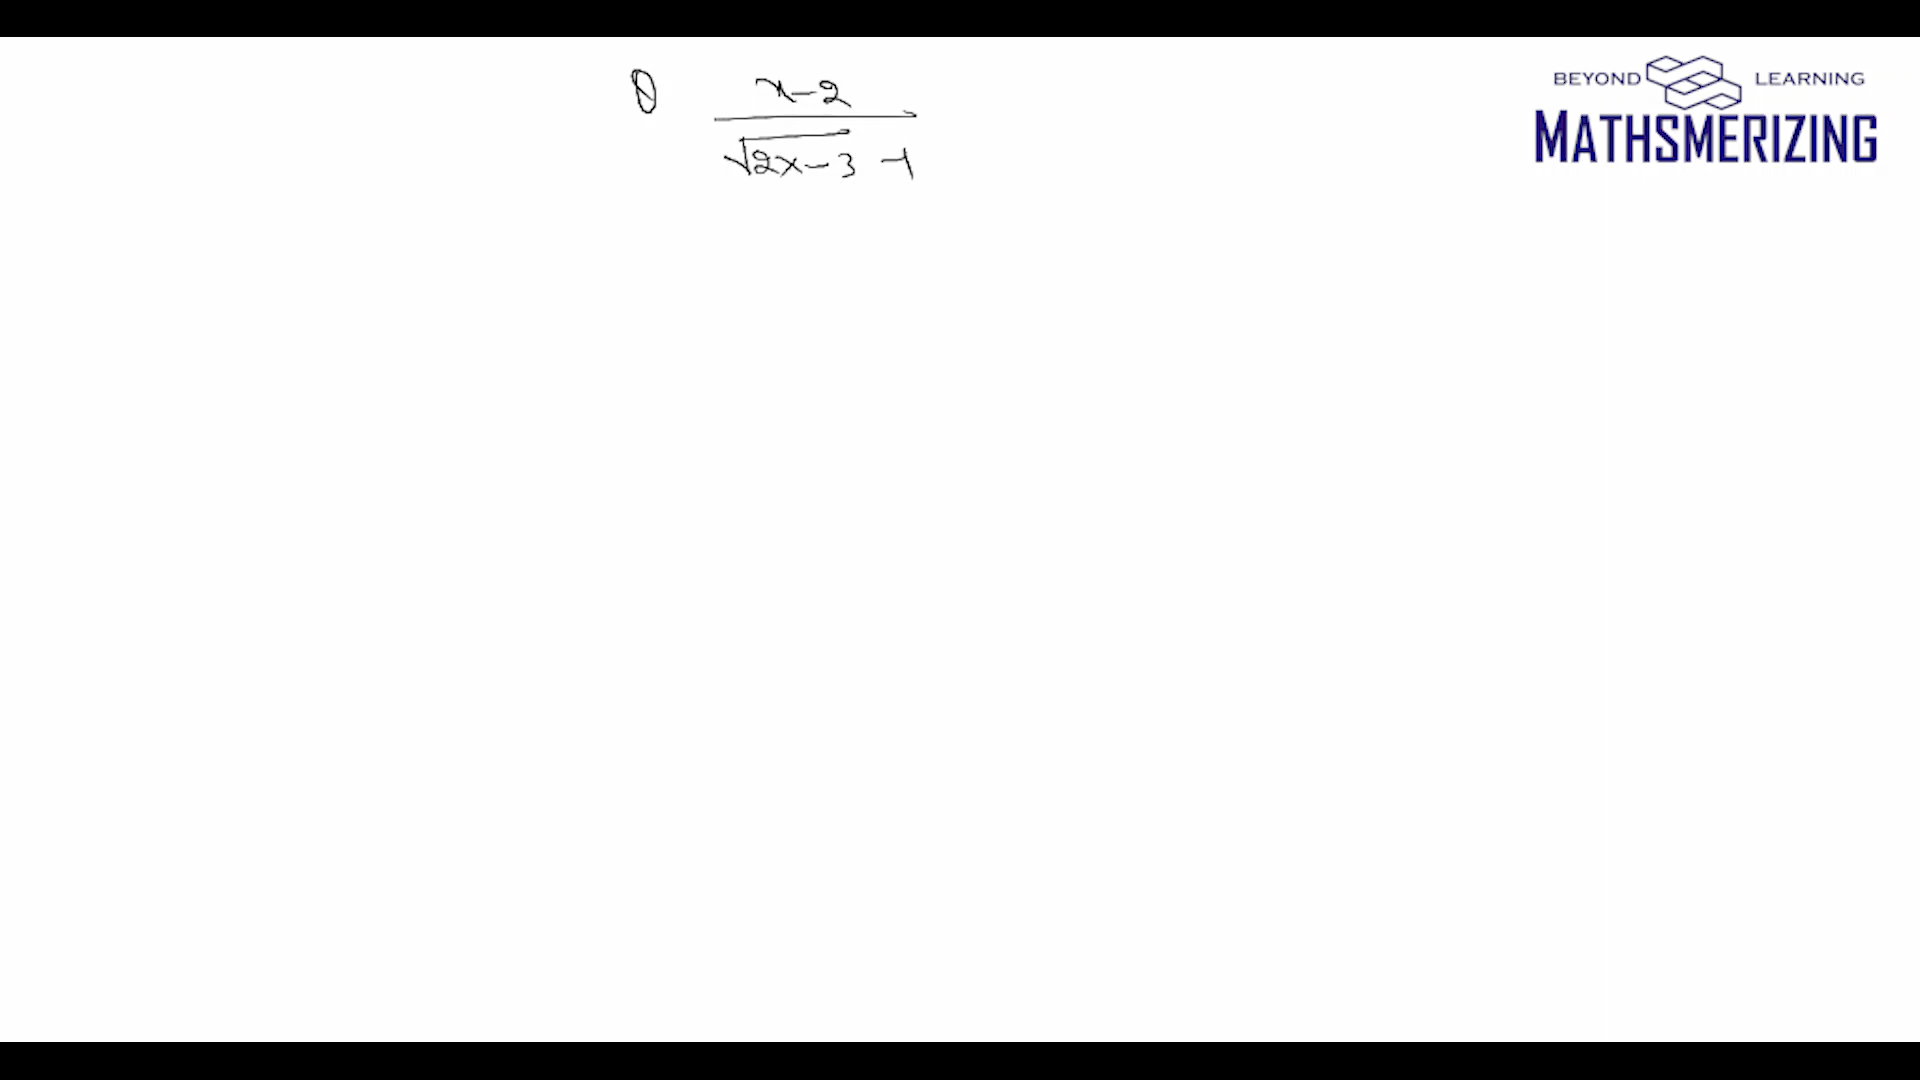 Q x-2
√2x-3 -1
BEYOND LEARNING
MATHSMERIZING